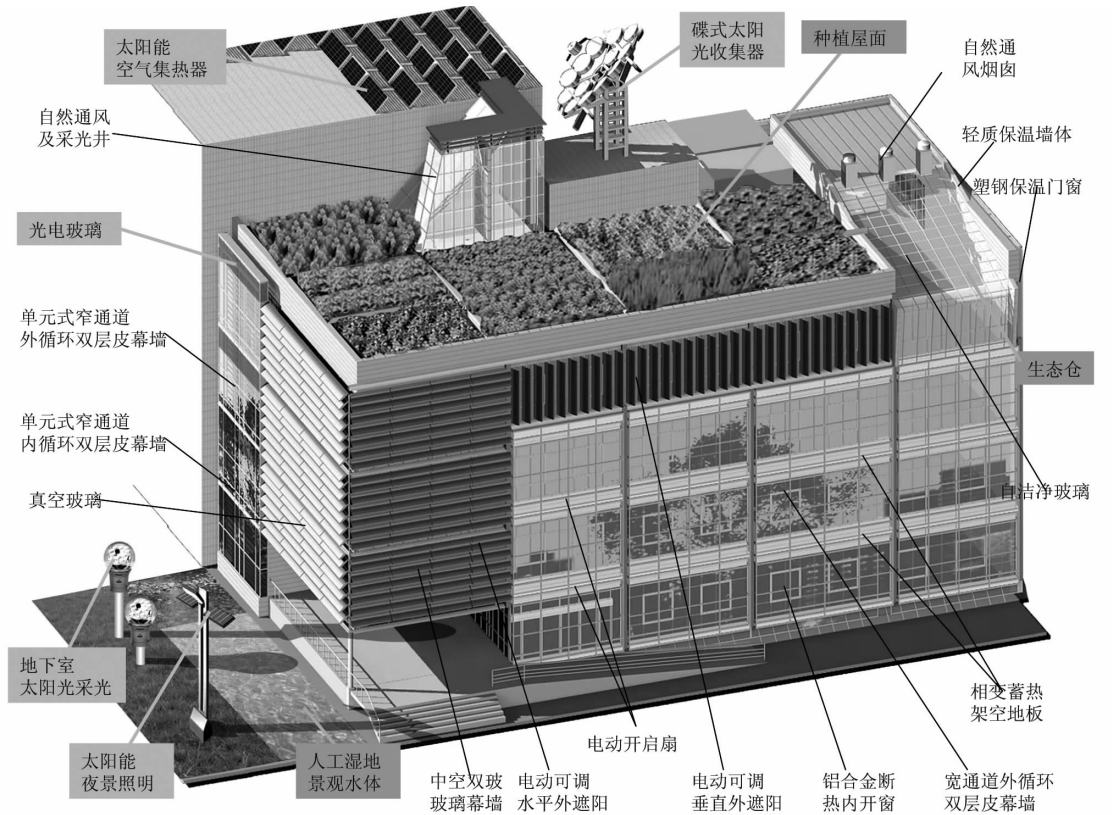 太阳能
空气集热器
碟式太阳
光收集器
种植屋面
自然通
风烟囱
自然通风
及采光井
轻质保温墙体
塑钢保温门窗
光电玻璃
单元式窄通道
外循环双层皮幕墙
生态仓
单元式窄通道
内循环双层皮幕墙
真空玻璃
自洁净玻璃
地下室
太阳光采光
相变蓄热
架空地板
电动开启扇
太阳能
夜景照明
人工湿地
景观水体
中空双玻
玻璃幕墙
电动可调
水平外遮阳
电动可调
垂直外遮阳
铝合金断
热内开窗
宽通道外循环
双层皮幕墙